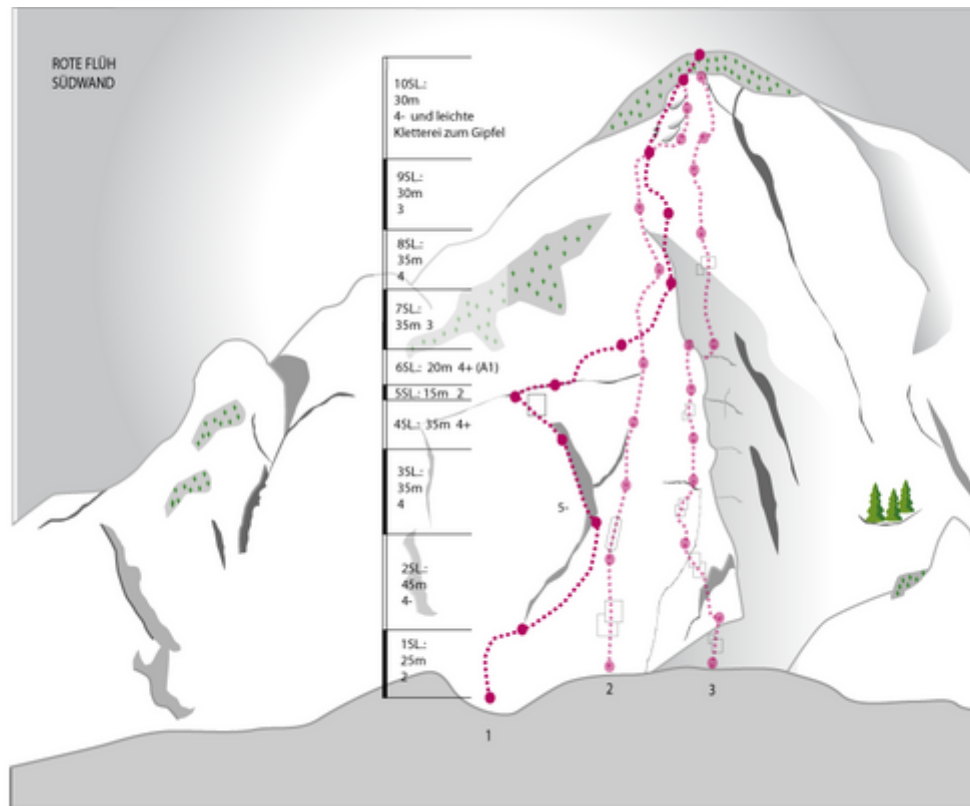 ROTE FLÜH
SÜDWAND
10SL.:
30m
4- und leichte
Kletterei zum Gipfel
9SL.:
30m
3
8SL.:
35m
4
7SL.:
35m 3
6SL.: 20m 4+ (A1)
5SL.: 15m 2
4SL.: 35m 4+
3SL.:
35m
4
5-
2SL.:
45m
4-
1SL.:
25m
2
1
2
3